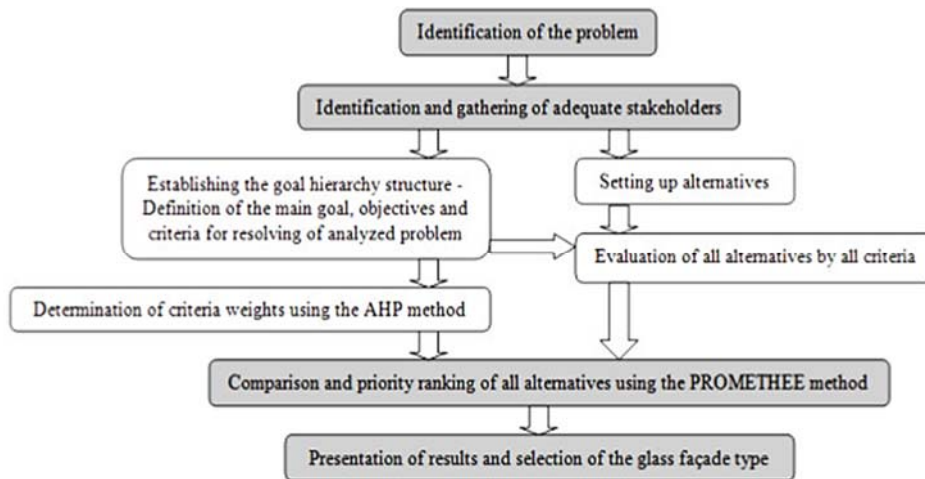 Identification of the problem
Identification and gathering of adequate stakeholders
Establishing the goal hierarchy structure -
Definition of the main goal, objectives and
criteria for resolving of analyzed problem
Setting up alternatives
Evaluation of all alternatives by all criteria
Determination of criteria weights using the AHP method
Comparison and priority ranking of all alternatives using the PROMETHEE method
Presentation of results and selection of the glass façade type